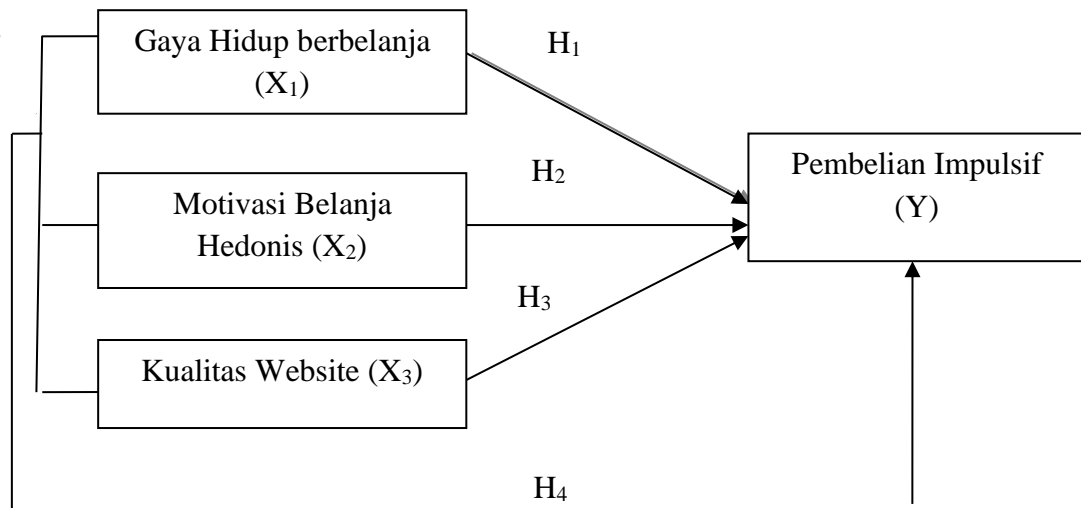 Gaya Hidup berbelanja
(X₁)
H₁
Motivasi Belanja
Hedonis (X₂)
H₂
Pembelian Impulsif
(Y)
Kualitas Website (X₃)
H₃
H₄